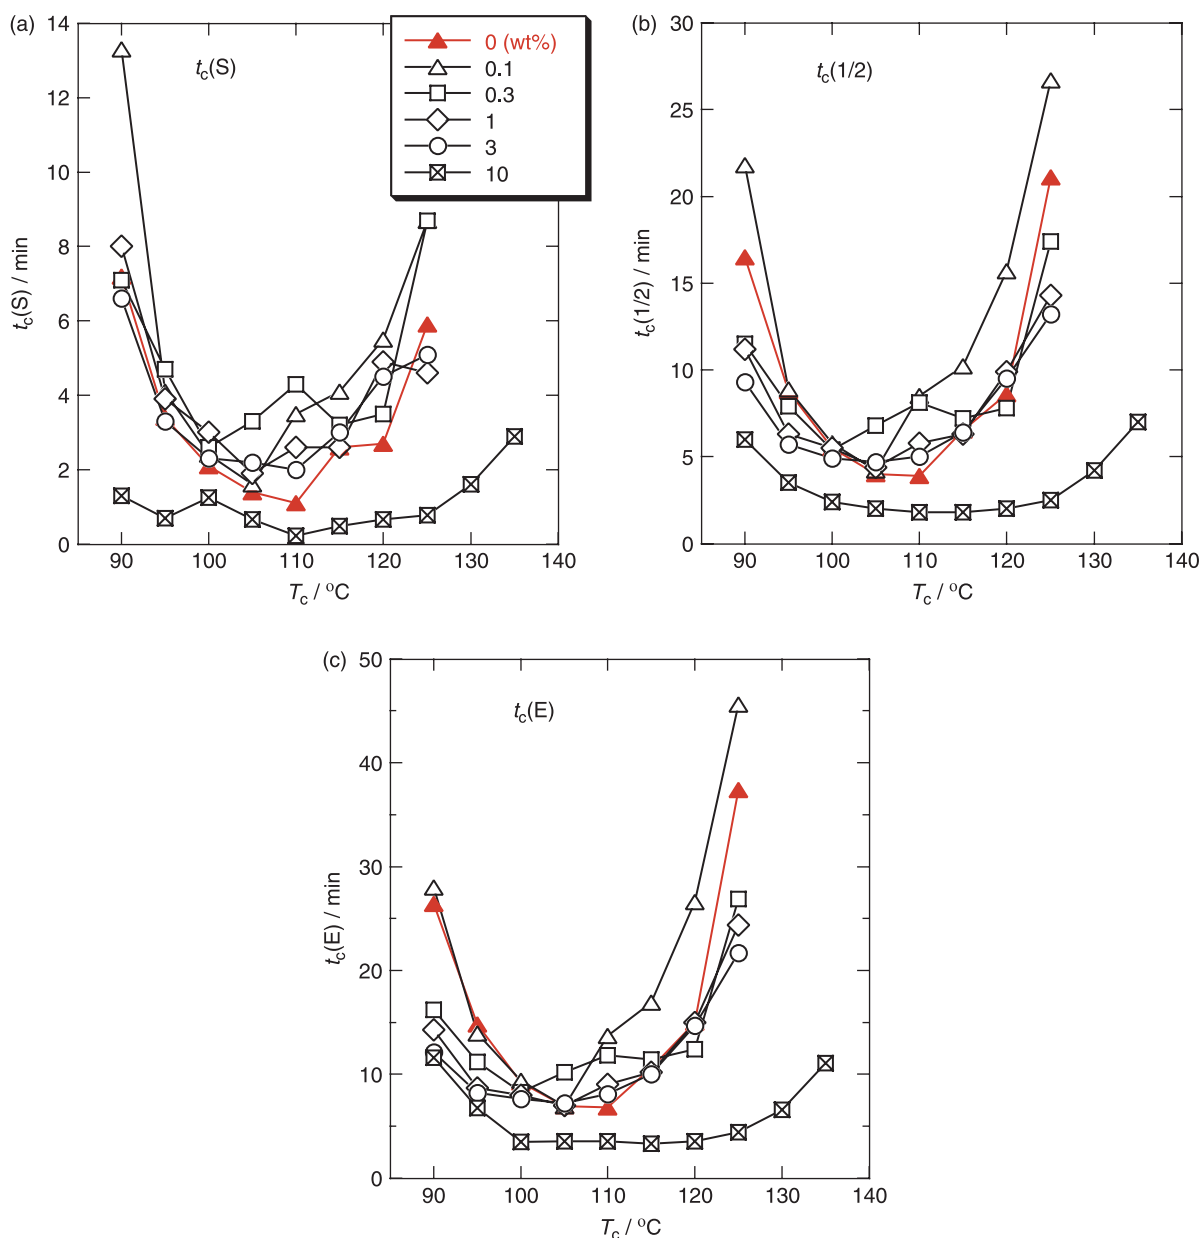 (a)
t_c(S)
0 (wt%)
0.1
0.3
1
3
10
14
12
10
8
6
4
2
0
t_c(S) / min
90 100 110 120 130 140
T_c / °C
(b)
t_c(1/2)
30
25
20
15
10
5
0
t_c(1/2) / min
90 100 110 120 130 140
T_c / °C
(c)
t_c(E)
50
40
30
20
10
0
t_c(E) / min
90 100 110 120 130 140
T_c / °C